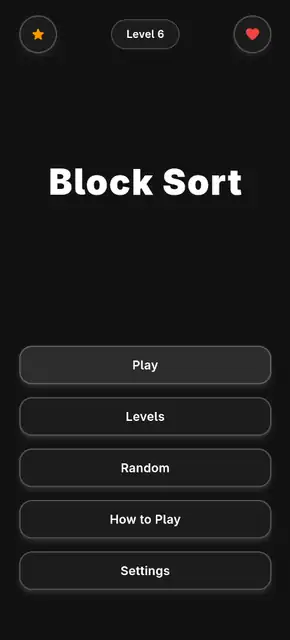 Level 6
Block Sort
Play
Levels
Random
How to Play
Settings